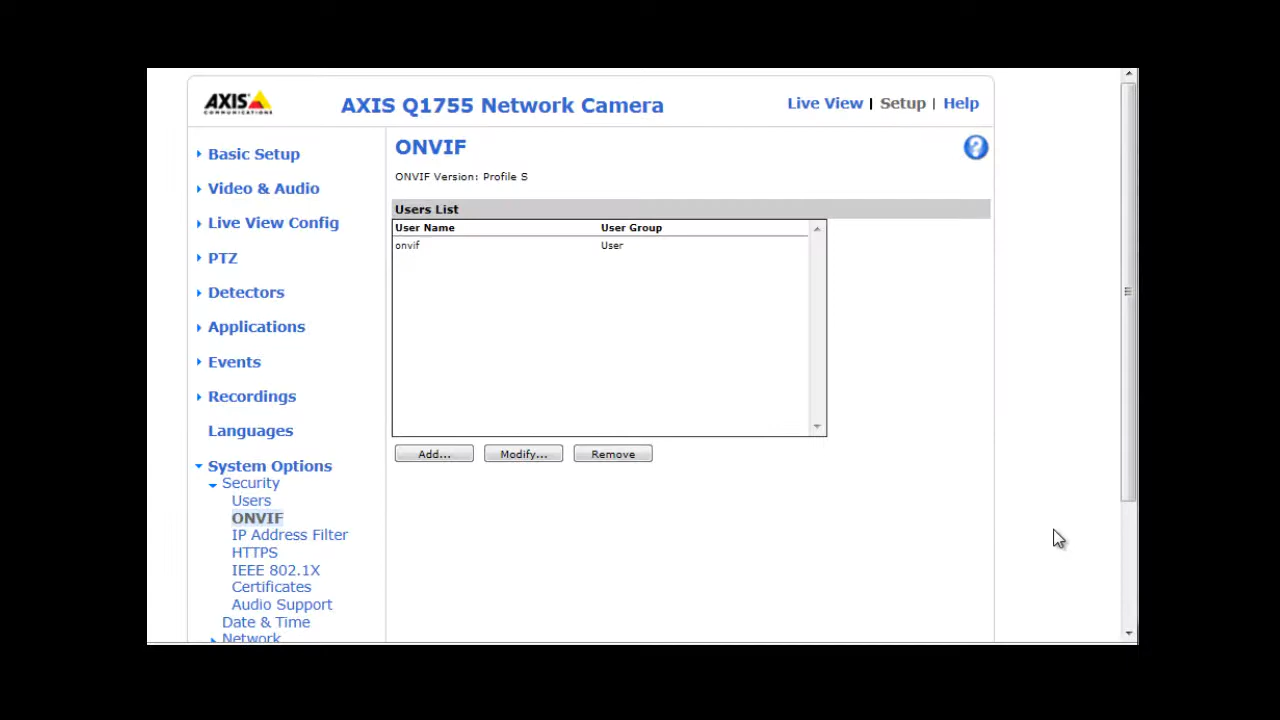 AXIS
COMMUNICATIONS
AXIS Q1755 Network Camera
Live View | Setup | Help
Basic Setup
Video & Audio
Live View Config
PTZ
Detectors
Applications
Events
Recordings
Languages
System Options
Security
Users
ONVIF
IP Address Filter
HTTPS
IEEE 802.1X
Certificates
Audio Support
Date & Time
Network
ONVIF
ONVIF Version: Profile S
Users List
User Name User Group
onvif User
Add... Modify... Remove